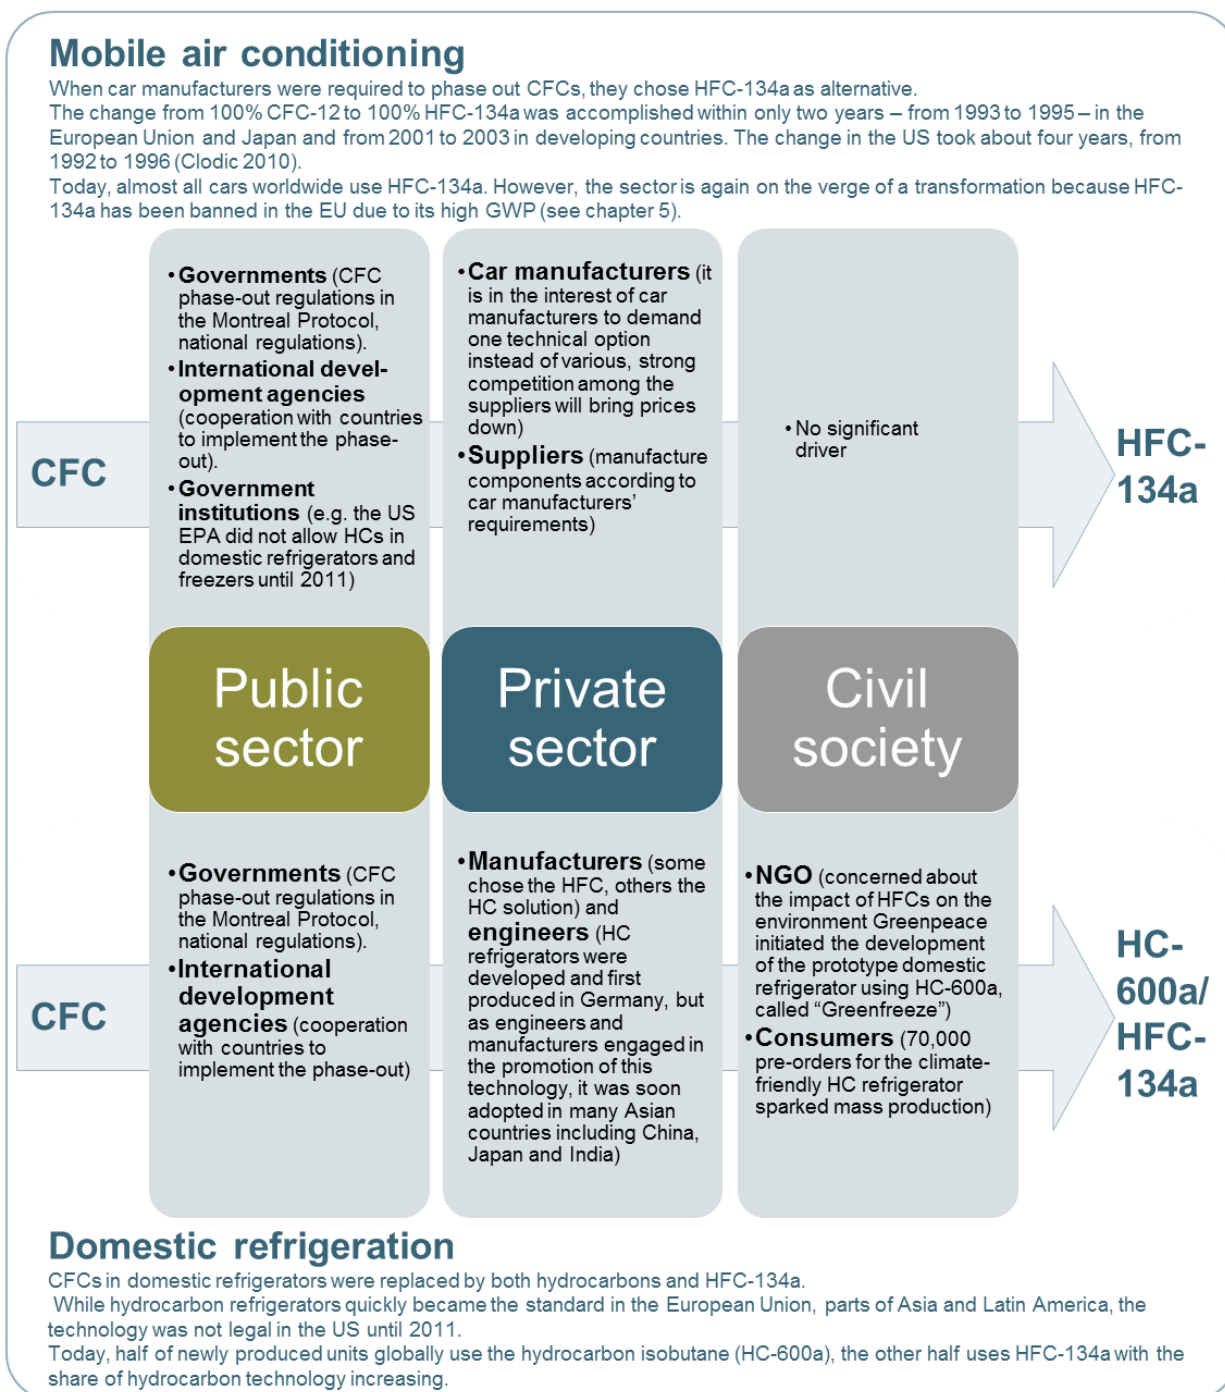 Mobile air conditioning
When car manufacturers were required to phase out CFCs, they chose HFC-134a as alternative.
The change from 100% CFC-12 to 100% HFC-134a was accomplished within only two years – from 1993 to 1995 – in the
European Union and Japan and from 2001 to 2003 in developing countries. The change in the US took about four years, from
1992 to 1996 (Clodic 2010).
Today, almost all cars worldwide use HFC-134a. However, the sector is again on the verge of a transformation because HFC-
134a has been banned in the EU due to its high GWP (see chapter 5).
CFC
• Governments (CFC
phase-out regulations in
the Montreal Protocol,
national regulations).
• International devel-
opment agencies
(cooperation with countries
to implement the phase-
out).
• Government
institutions (e.g. the US
EPA did not allow HCs in
domestic refrigerators and
freezers until 2011)
• Car manufacturers (it
is in the interest of car
manufacturers to demand
one technical option
instead of various, strong
competition among the
suppliers will bring prices
down)
• Suppliers (manufacture
components according to
car manufacturers'
requirements)
• No significant
driver
HFC-
134a
Public
sector
Private
sector
Civil
society
CFC
• Governments (CFC
phase-out regulations in
the Montreal Protocol,
national regulations).
• International
development
agencies (cooperation
with countries to
implement the phase-out)
• Manufacturers (some
chose the HFC, others the
HC solution) and
engineers (HC
refrigerators were
developed and first
produced in Germany, but
as engineers and
manufacturers engaged in
the promotion of this
technology, it was soon
adopted in many Asian
countries including China,
Japan and India)
• NGO (concerned about
the impact of HFCs on the
environment Greenpeace
initiated the development
of the prototype domestic
refrigerator using HC-600a,
called “Greenfreeze”)
• Consumers (70,000
pre-orders for the climate-
friendly HC refrigerator
sparked mass production)
HC-
600a/
HFC-
134a
Domestic refrigeration
CFCs in domestic refrigerators were replaced by both hydrocarbons and HFC-134a.
While hydrocarbon refrigerators quickly became the standard in the European Union, parts of Asia and Latin America, the
technology was not legal in the US until 2011.
Today, half of newly produced units globally use the hydrocarbon isobutane (HC-600a), the other half uses HFC-134a with the
share of hydrocarbon technology increasing.